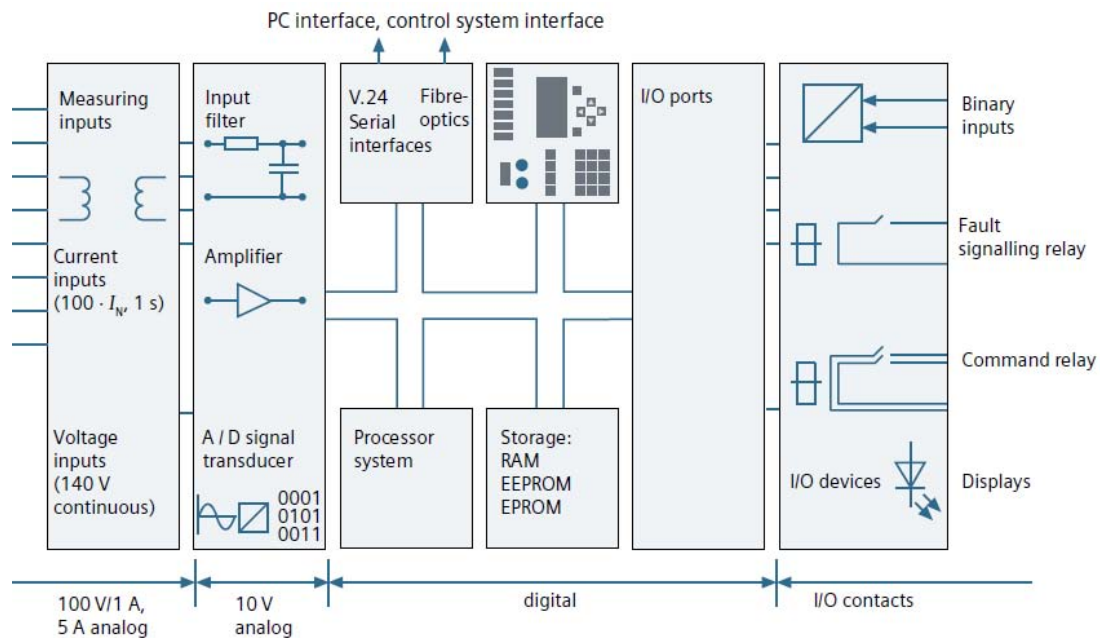 PC interface, control system interface
Measuring
inputs
Current
inputs
(100 · IN, 1 s)
Voltage
inputs
(140 V
continuous)
Input
filter
Amplifier
A / D signal
transducer
0001
0101
0011
V.24
Serial
interfaces
Fibre-
optics
Processor
system
Storage:
RAM
EEPROM
EPROM
I/O ports
Binary
inputs
Fault
signalling relay
Command relay
I/O devices
Displays
100 V/1 A,
5 A analog
10 V
analog
digital
I/O contacts